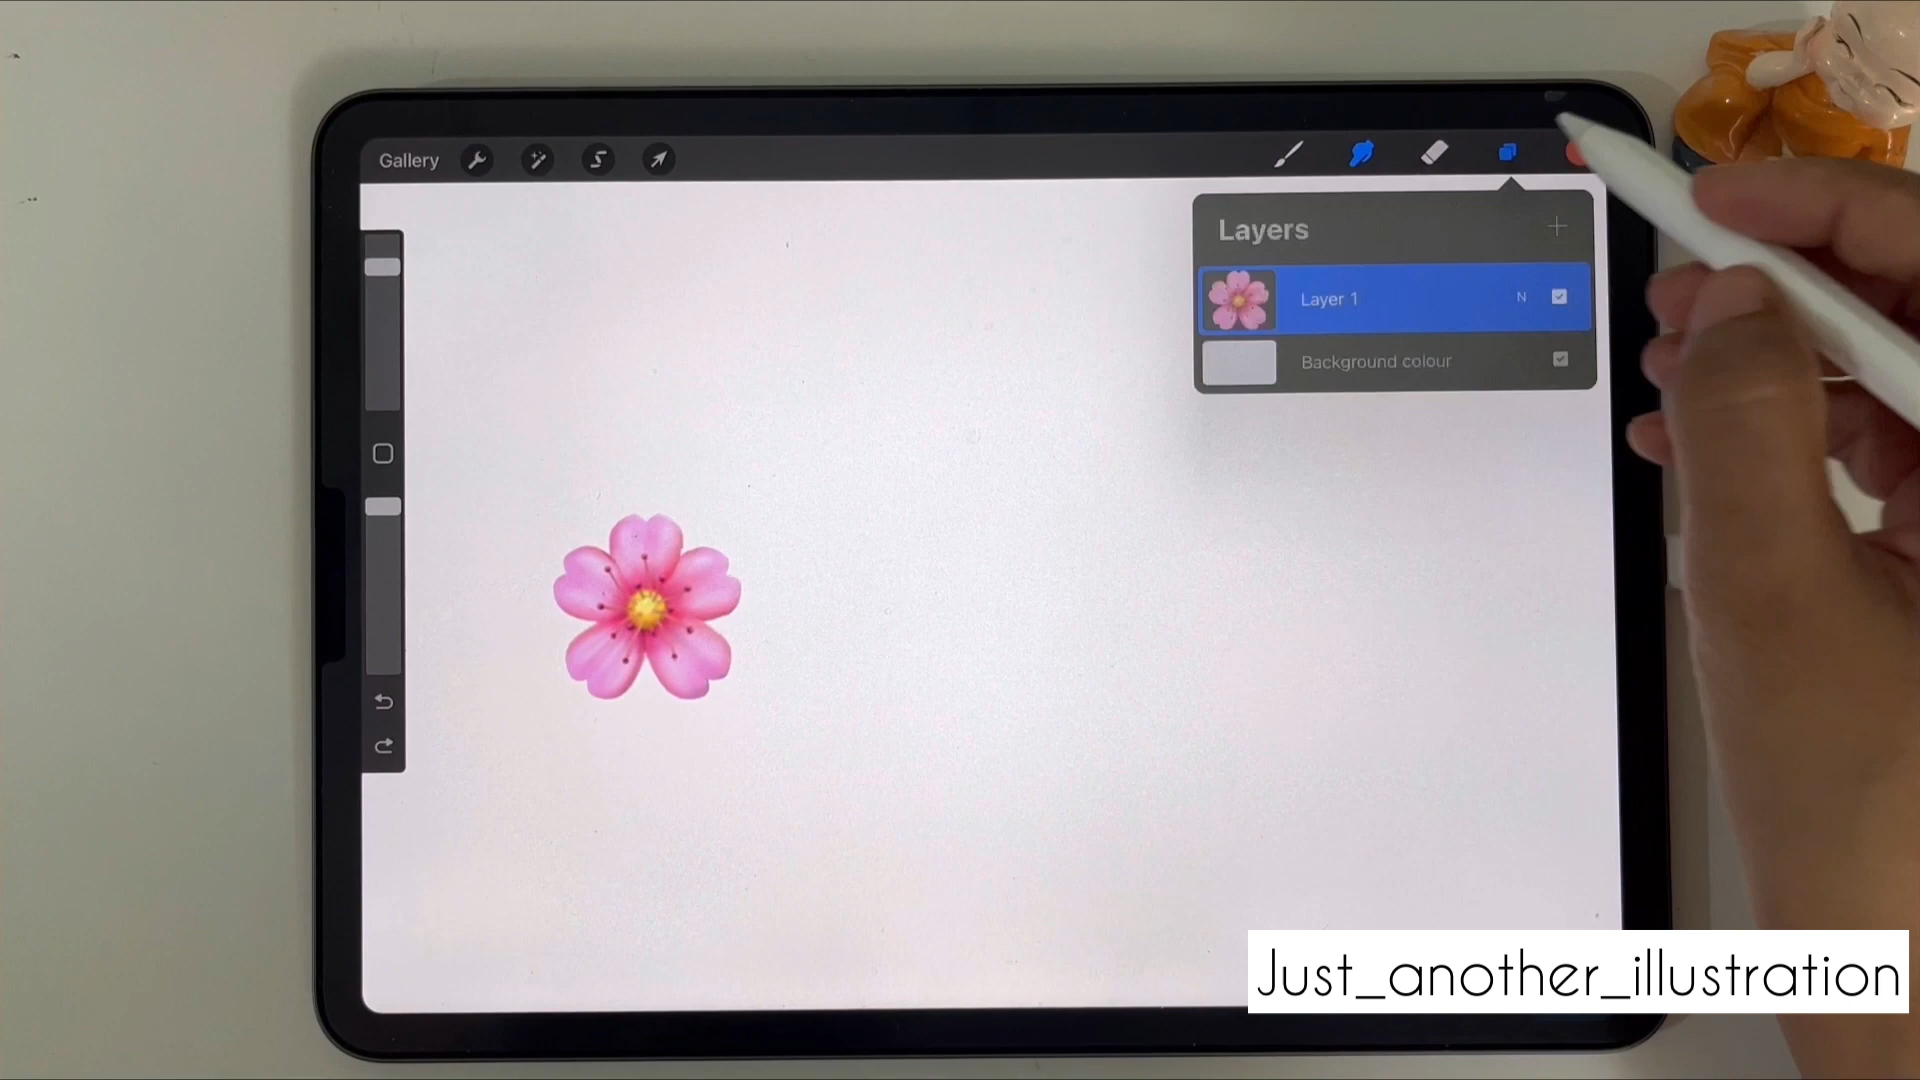 Gallery
Layers
Layer 1 N
Background colour
Just_another_illustration